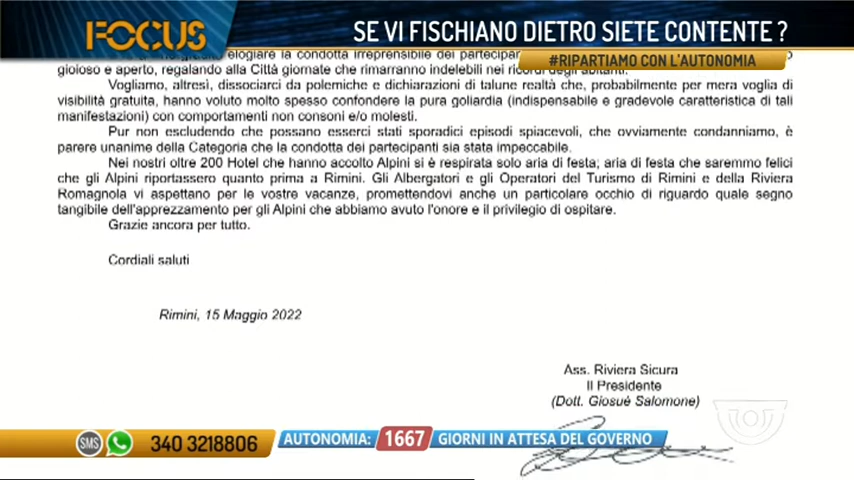 FOCUS
SE VI FISCHIANO DIETRO SIETE CONTENTE ?
#RIPARTIAMO CON L'AUTONOMIA
elogiare la condotta irreprensibile dei partecipanti
gioioso e aperto, regalando alla Città giornate che rimarranno indelebili nei ricordi degli abitanti.
Vogliamo, altresì, dissociarci da polemiche e dichiarazioni di talune realtà che, probabilmente per mera voglia di
visibilità gratuita, hanno voluto molto spesso confondere la pura goliardia (indispensabile e gradevole caratteristica di tali
manifestazioni) con comportamenti non consoni e/o molesti.
Pur non escludendo che possano esserci stati sporadici episodi spiacevoli, che ovviamente condanniamo, è
parere unanime della Categoria che la condotta dei partecipanti sia stata impeccabile.
Nei nostri oltre 200 Hotel che hanno accolto Alpini si è respirata solo aria di festa; aria di festa che saremmo felici
che gli Alpini riportassero quanto prima a Rimini. Gli Albergatori e gli Operatori del Turismo di Rimini e della Riviera
Romagnola vi aspettano per le vostre vacanze, promettendovi anche un particolare occhio di riguardo quale segno
tangibile dell'apprezzamento per gli Alpini che abbiamo avuto l'onore e il privilegio di ospitare.
Grazie ancora per tutto.
Cordiali saluti
Rimini, 15 Maggio 2022
Ass. Riviera Sicura
Il Presidente
(Dott. Giosuè Salomone)
SMS 340 3218806
AUTONOMIA: 1667 GIORNI IN ATTESA DEL GOVERNO